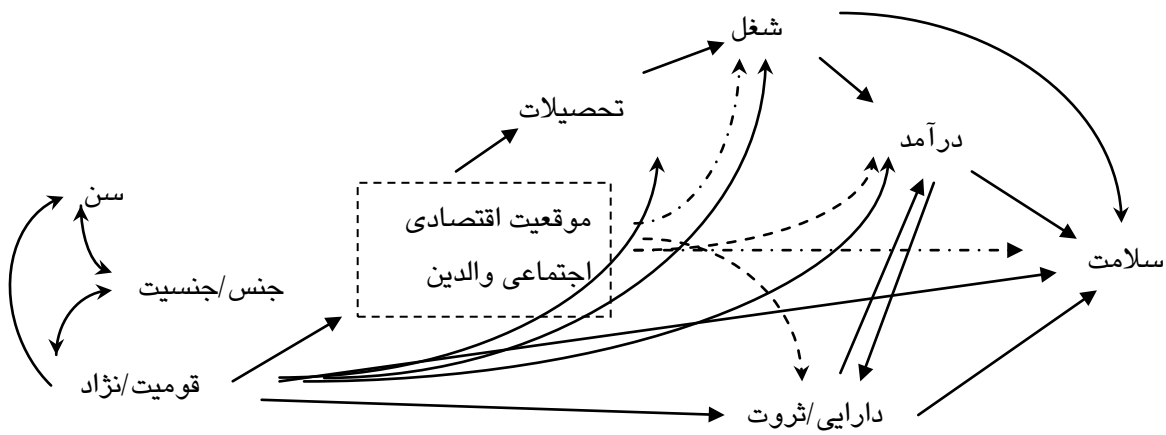 شغل
تحصیلات
درآمد
سن
موقعیت اقتصادی
اجتماعی والدین
سلامت
جنس/جنسیت
قومیت/نژاد
دارایی/ثروت